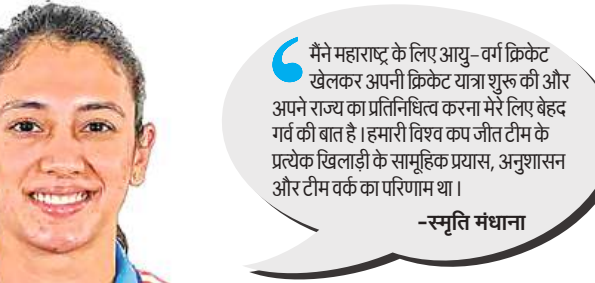 मैंने महाराष्ट्र के लिए आयु-वर्ग क्रिकेट
खेलकर अपनी क्रिकेट यात्रा शुरू की और
अपने राज्य का प्रतिनिधित्व करना मेरे लिए बेहद
गर्व की बात है। हमारी विश्व कप जीत टीम के
प्रत्येक खिलाड़ी के सामूहिक प्रयास, अनुशासन
और टीम वर्क का परिणाम था।
-स्मृति मंधाना